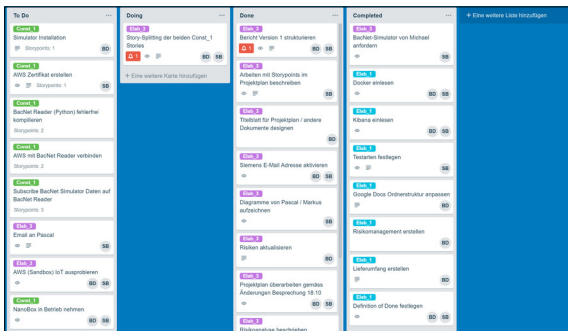 To Do
Const_1
Simulator Installation
Storypoints: 1
BD
Const_1
AWS Zertifikat erstellen
Storypoints: 1
SB
Const_1
BacNet Reader (Python) fehlerfrei
kompilieren
Storypoints: 2
Const_1
AWS mit BacNet Reader verbinden
Storypoints: 2
Const_1
Subscribe BacNet Simulator Daten auf
BacNet Reader
Storypoints: 3
Elab_3
Email an Pascal
SB
Elab_3
AWS (Sandbox) IoT ausprobieren
BD SB
Const_1
NanoBox in Betrieb nehmen
BD SB
Doing
Elab_3
Story-Splitting der beiden Const_1
Stories
1
BD SB
+ Eine weitere Karte hinzufügen
Done
Elab_3
Bericht Version 1 strukturieren
1
BD SB
Elab_3
Arbeiten mit Storypoints im
Projektplan beschreiben
SB
Elab_3
Titelblatt für Projektplan / andere
Dokumente designen
BD
Elab_3
Siemens E-Mail Adresse aktivieren
BD SB
Elab_3
Diagramme von Pascal / Markus
aufzeichnen
SB
Elab_3
Risiken aktualisieren
BD
Elab_3
Projektplan überarbeiten gemäss
Änderungen Besprechung 18.10
BD SB
Elab_3
Risikoanalyse beschrieben
Completed
Elab_3
BacNet-Simulator von Michael
anfordern
SB
Elab_1
Docker einlesen
BD SB
Elab_1
Kibana einlesen
BD SB
Elab_1
Testarten festlegen
SB
Elab_1
Google Docs Ordnerstruktur anpassen
BD
Elab_1
Risikomanagement erstellen
BD
Elab_1
Lieferumfang erstellen
BD
Elab_1
Definition of Done festlegen
BD SB
+ Eine weitere Liste hinzufügen